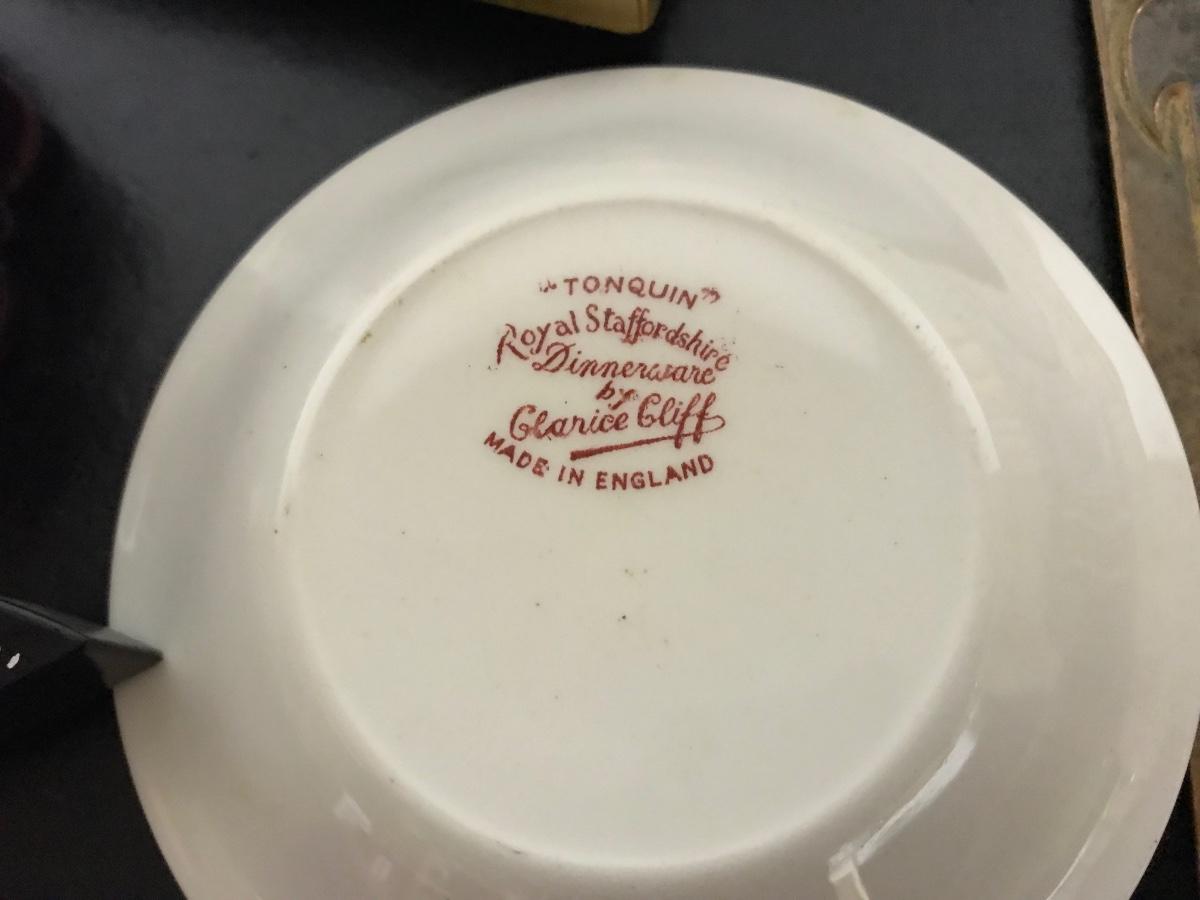 "TONQUIN"
Royal Staffordshire
Dinnerware
by
Clarice Cliff
MADE IN ENGLAND